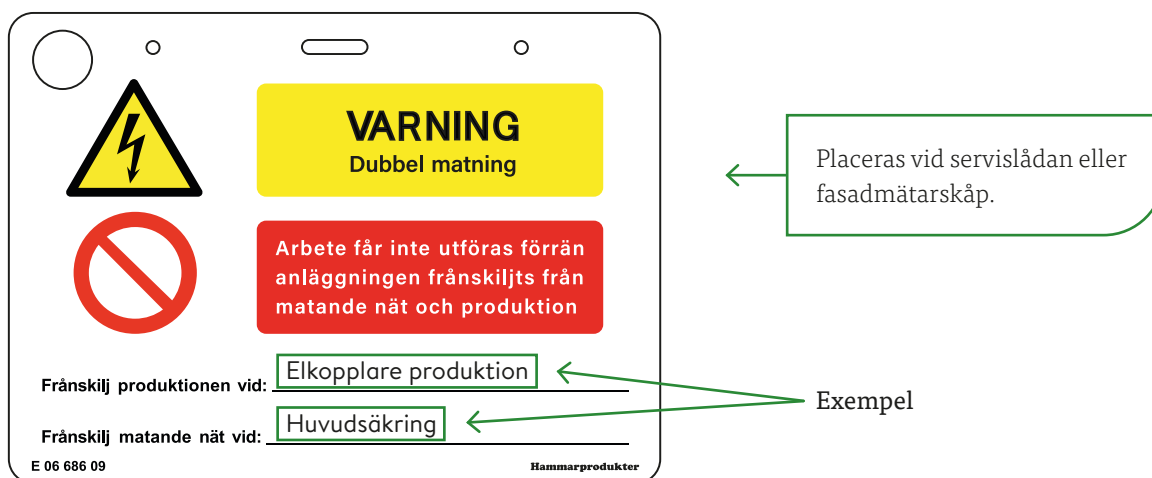 VARNING
Dubbel matning
Placeras vid servislådan eller
fasadmätarskåp.
Arbete får inte utföras förrän
anläggningen frånskiljts från
matande nät och produktion
Frånskilj produktionen vid: Elkopplare produktion
Exempel
Frånskilj matande nät vid: Huvudsäkring
E 06 686 09 Hammarprodukter